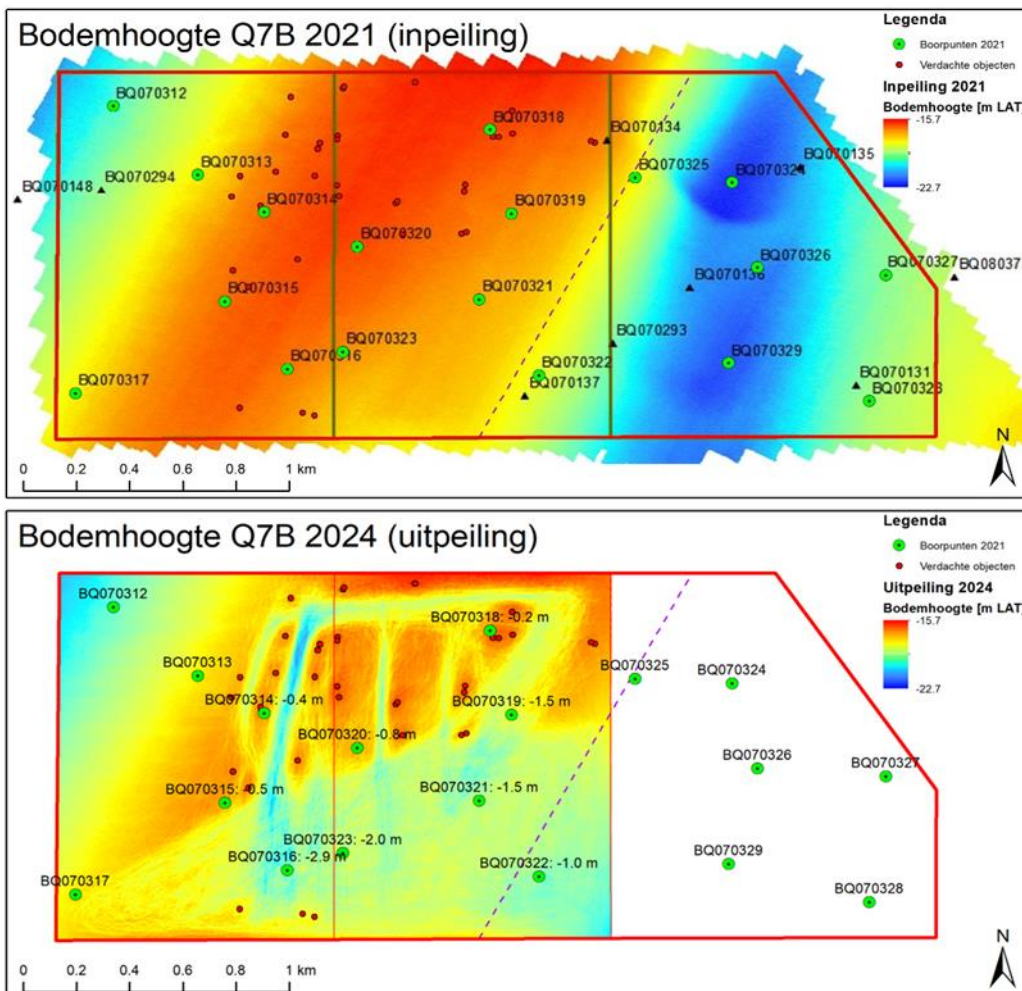 Bodemhoogte Q7B 2021 (inpeiling)
Legenda
Boorpunten 2021
Verdachte objecten
Inpeiling 2021
Bodemhoogte [m LAT]
-15.7
-22.7
BQ070312
BQ070318
BQ070134
BQ070313
BQ070325
BQ070135
BQ070324
BQ070148
BQ070294
BQ070314
BQ070319
BQ070320
BQ070326
BQ070327
BQ070136
BQ08037
BQ070315
BQ070321
BQ070293
BQ070323
BQ070316
BQ070322
BQ070329
BQ070317
BQ070137
BQ070131
BQ070328
0 0.2 0.4 0.6 0.8 1 km
N
Bodemhoogte Q7B 2024 (uitpeiling)
Legenda
Boorpunten 2021
Verdachte objecten
Uitpeiling 2024
Bodemhoogte [m LAT]
-15.7
-22.7
BQ070312
BQ070318: -0.2 m
BQ070313
BQ070325
BQ070324
BQ070314: -0.4 m
BQ070319: -1.5 m
BQ070320: -0.8 m
BQ070326
BQ070327
BQ070315: -0.5 m
BQ070321: -1.5 m
BQ070323: -2.0 m
BQ070316: -2.9 m
BQ070322: -1.0 m
BQ070329
BQ070317
BQ070328
0 0.2 0.4 0.6 0.8 1 km
N